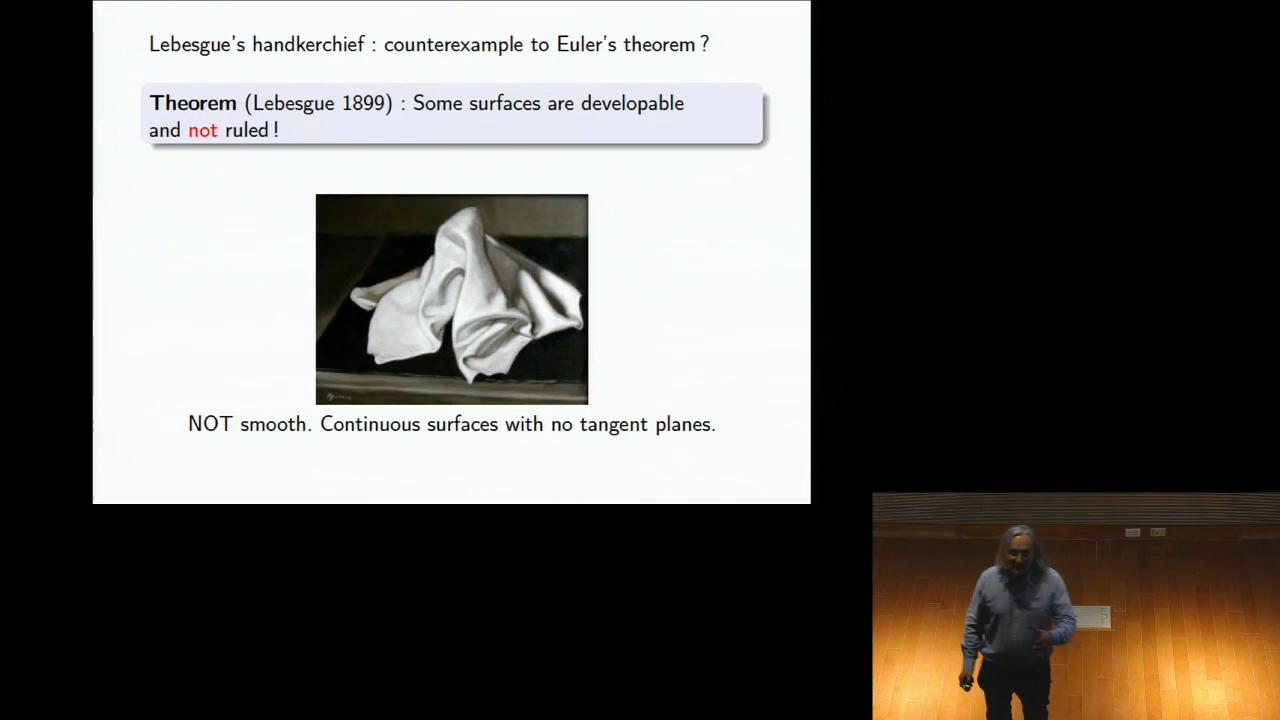 Lebesgue's handkerchief : counterexample to Euler's theorem ?
Theorem (Lebesgue 1899) : Some surfaces are developable
and not ruled !
NOT smooth. Continuous surfaces with no tangent planes.